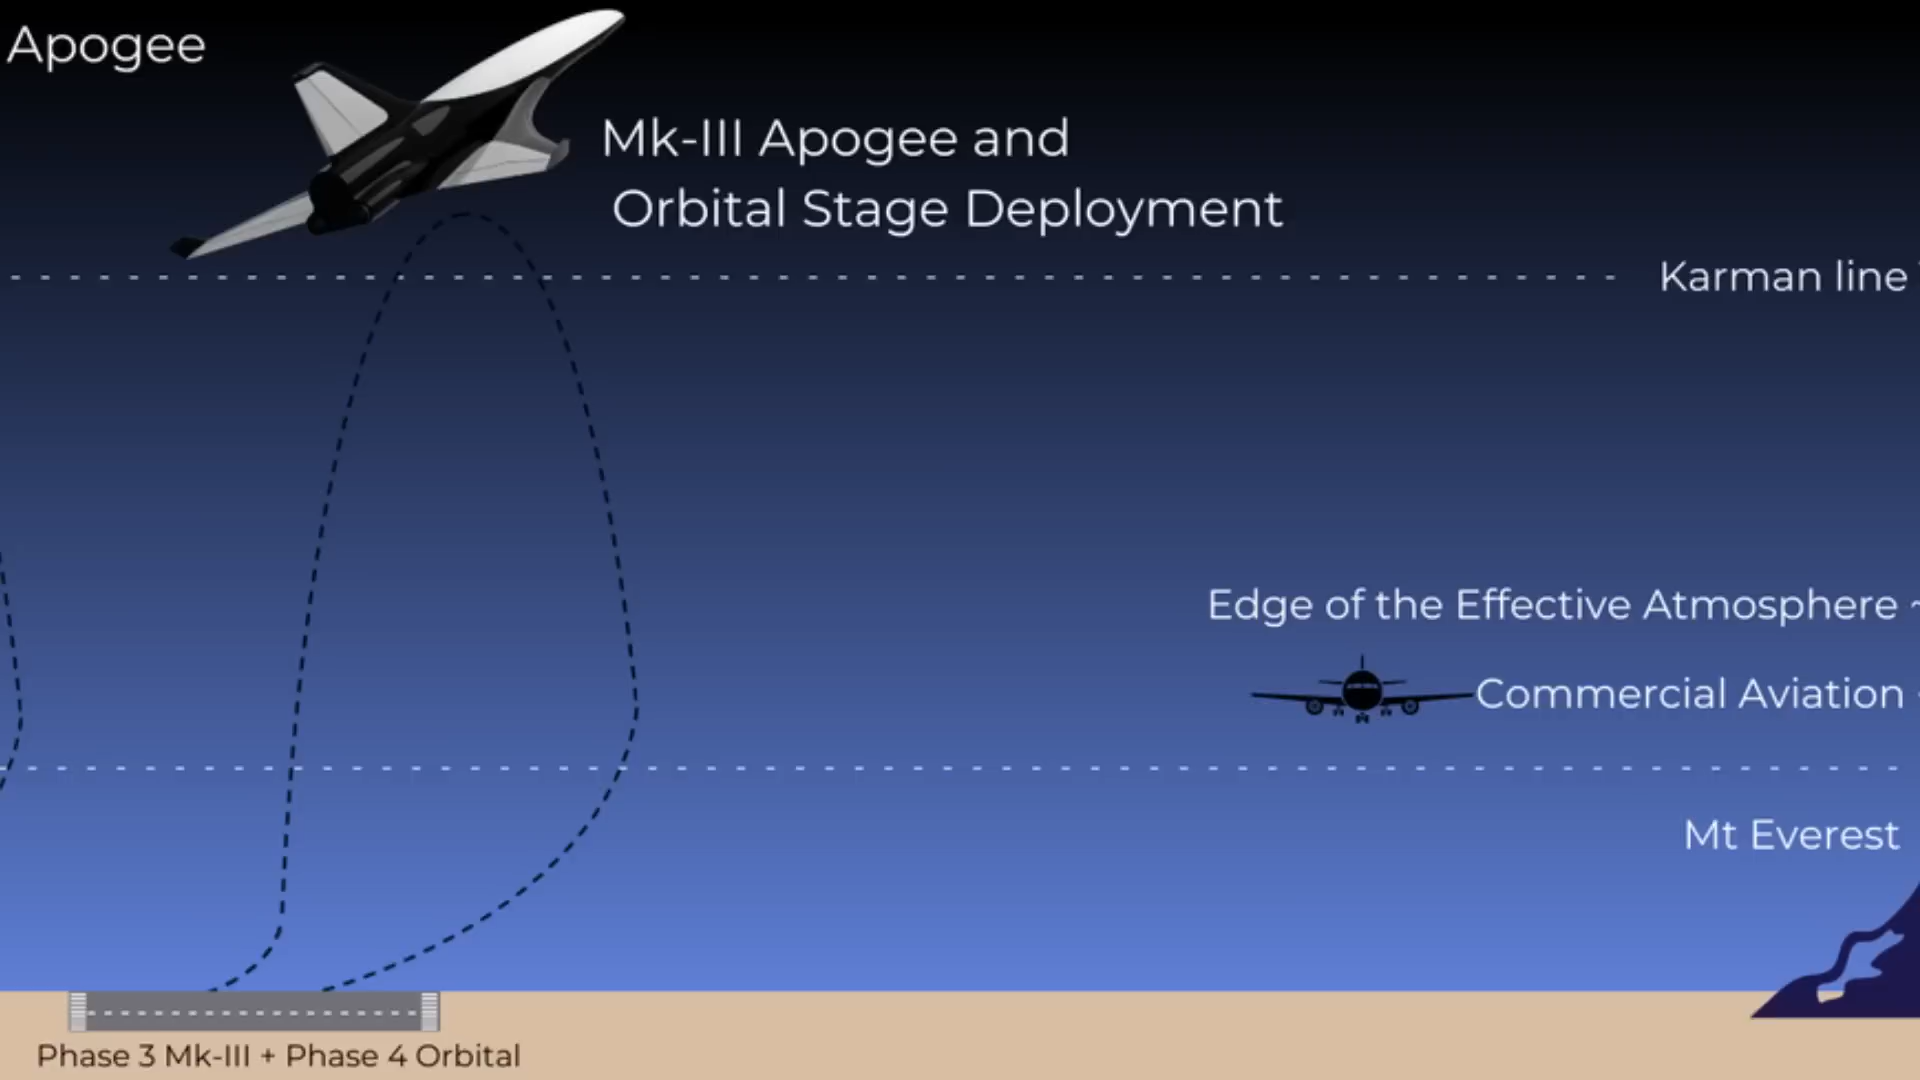 Apogee
Mk-III Apogee and
Orbital Stage Deployment
Karman line
Edge of the Effective Atmosphere ~
Commercial Aviation
Mt Everest
Phase 3 Mk-III + Phase 4 Orbital